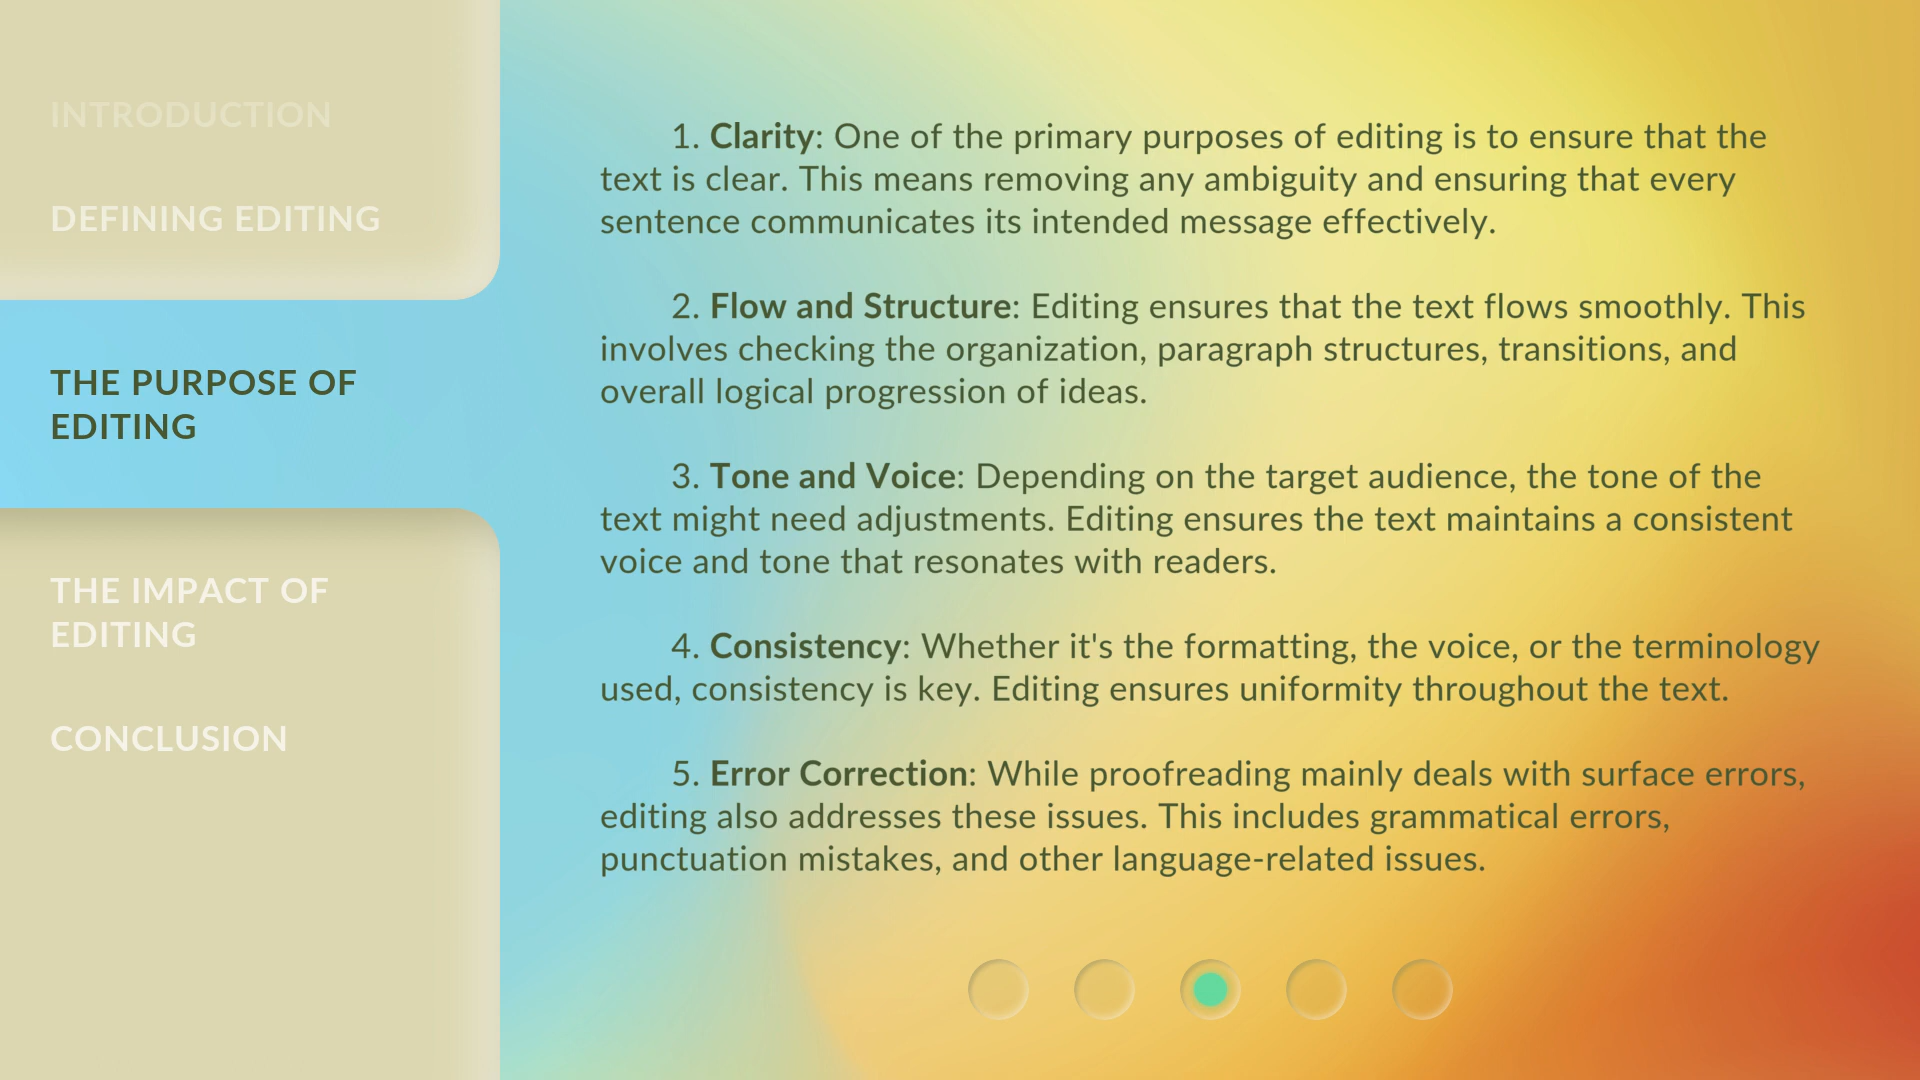 INTRODUCTION
DEFINING EDITING
THE PURPOSE OF
EDITING
THE IMPACT OF
EDITING
CONCLUSION
1. Clarity: One of the primary purposes of editing is to ensure that the
text is clear. This means removing any ambiguity and ensuring that every
sentence communicates its intended message effectively.
2. Flow and Structure: Editing ensures that the text flows smoothly. This
involves checking the organization, paragraph structures, transitions, and
overall logical progression of ideas.
3. Tone and Voice: Depending on the target audience, the tone of the
text might need adjustments. Editing ensures the text maintains a consistent
voice and tone that resonates with readers.
4. Consistency: Whether it's the formatting, the voice, or the terminology
used, consistency is key. Editing ensures uniformity throughout the text.
5. Error Correction: While proofreading mainly deals with surface errors,
editing also addresses these issues. This includes grammatical errors,
punctuation mistakes, and other language-related issues.